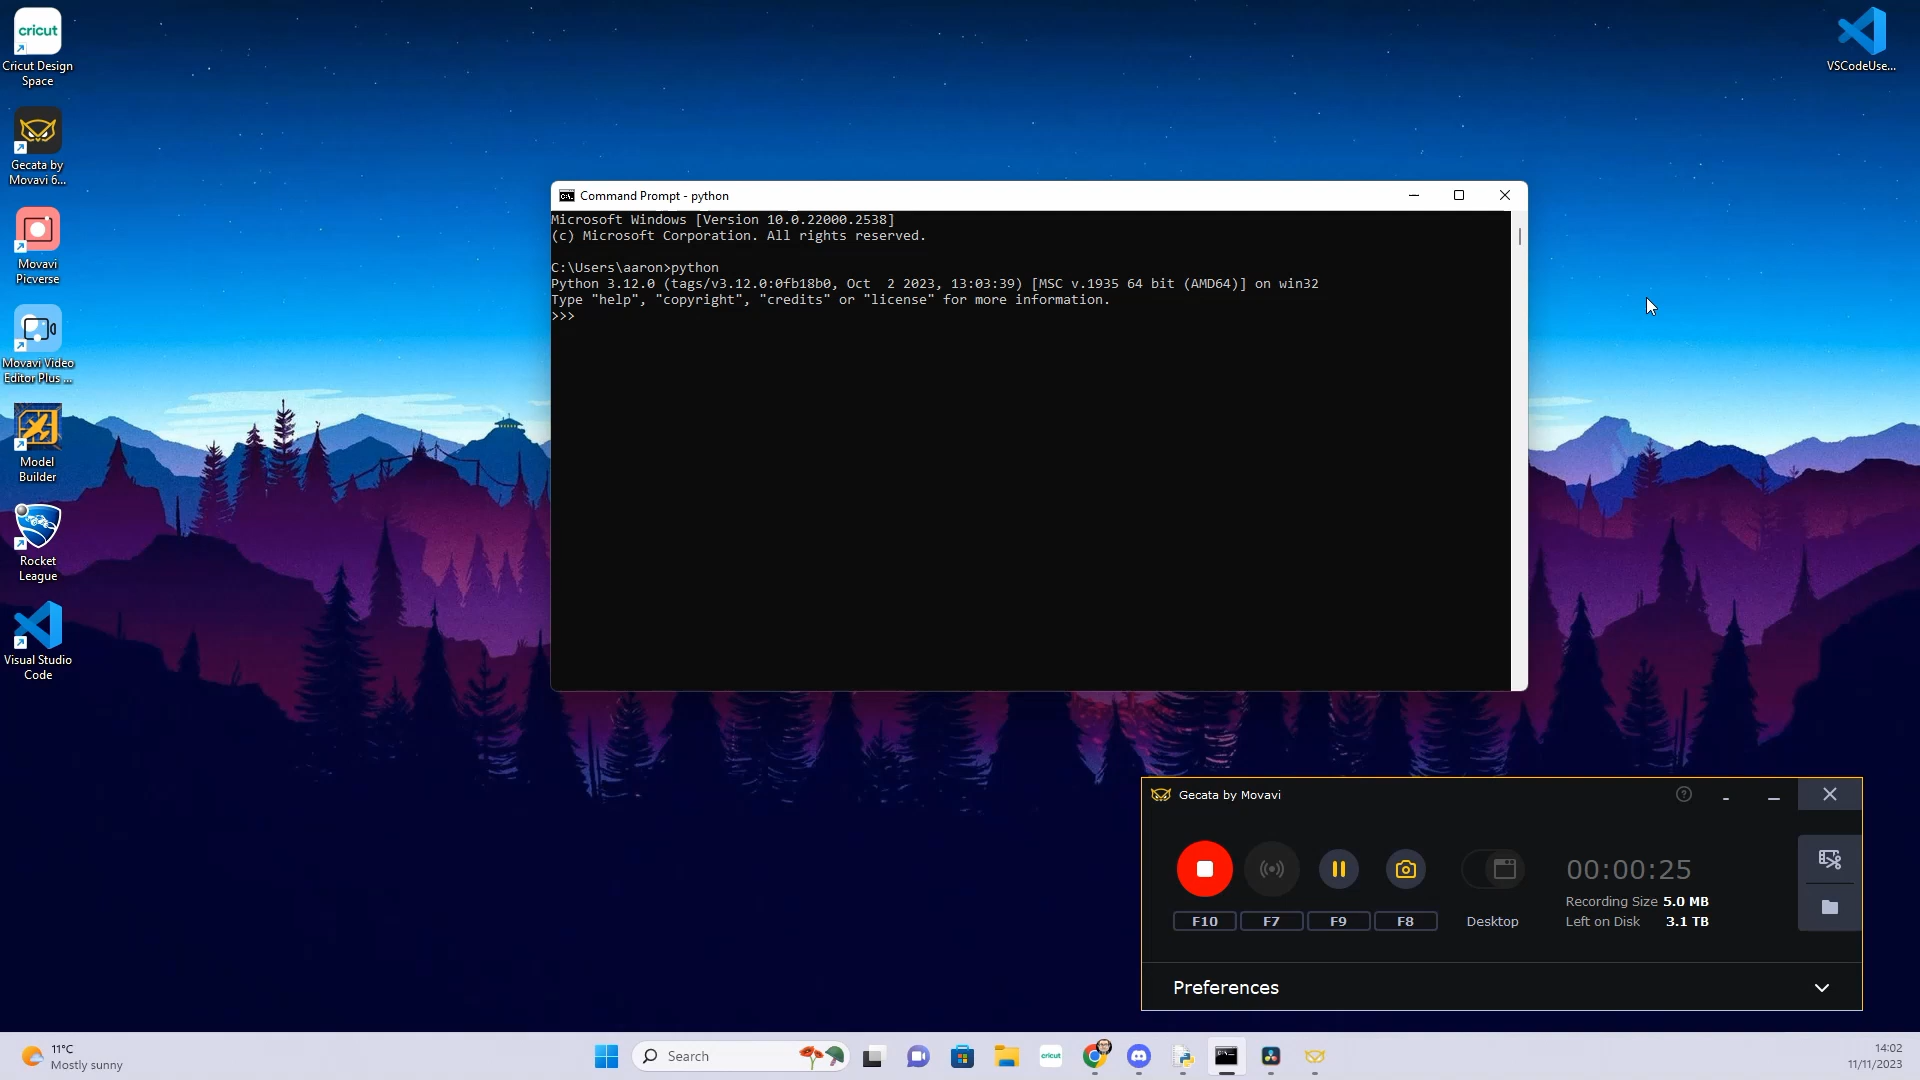 cricut
Cricut Design
Space
Gecata by
Movavi 6...
Movavi
Picverse
Movavi Video
Editor Plus ...
Model
Builder
Rocket
League
Visual Studio
Code
VSCodeUse...
Command Prompt - python
Microsoft Windows [Version 10.0.22000.2538]
(c) Microsoft Corporation. All rights reserved.
C:\Users\aaron>python
Python 3.12.0 (tags/v3.12.0:0fb18b0, Oct  2 2023, 13:03:39) [MSC v.1935 64 bit (AMD64)] on win32
Type "help", "copyright", "credits" or "license" for more information.
>>>
Gecata by Movavi
00:00:25
Recording Size 5.0 MB
Left on Disk 3.1 TB
F10 F7 F9 F8 Desktop
Preferences
11°C
Mostly sunny
Search
cricut
14:02
11/11/2023